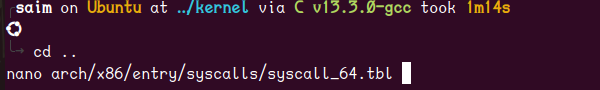 saim on Ubuntu at ../kernel via C v13.3.0-gcc took 1m14s
cd ..
nano arch/x86/entry/syscalls/syscall_64.tbl